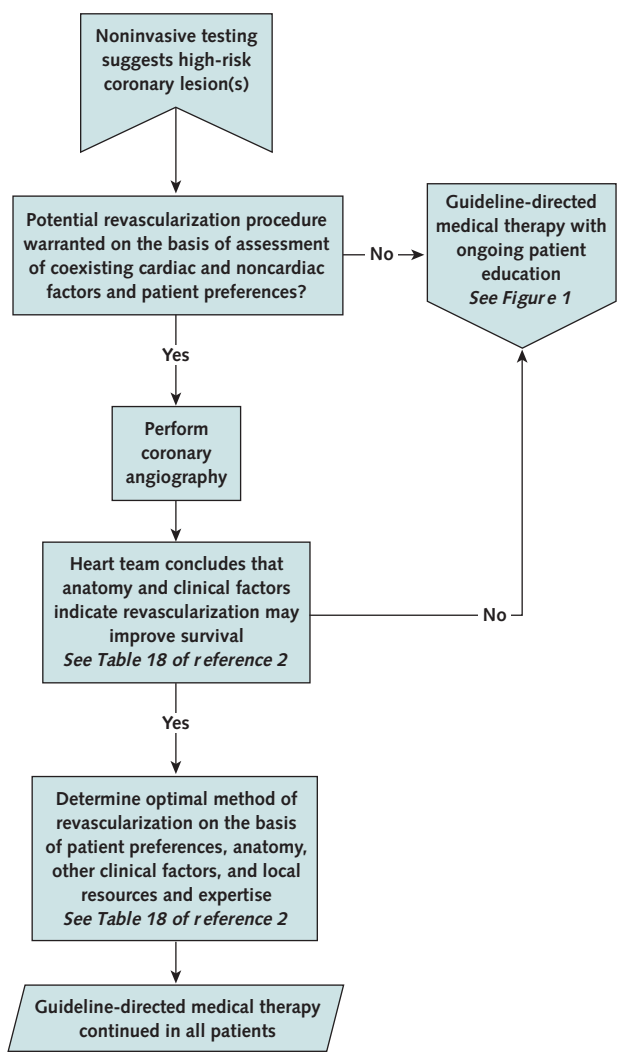 Noninvasive testing
suggests high-risk
coronary lesion(s)
Potential revascularization procedure
warranted on the basis of assessment
of coexisting cardiac and noncardiac
factors and patient preferences?
No
Guideline-directed
medical therapy with
ongoing patient
education
See Figure 1
Yes
Perform
coronary
angiography
Heart team concludes that
anatomy and clinical factors
indicate revascularization may
improve survival
See Table 18 of reference 2
No
Yes
Determine optimal method of
revascularization on the basis
of patient preferences, anatomy,
other clinical factors, and local
resources and expertise
See Table 18 of reference 2
Guideline-directed medical therapy
continued in all patients